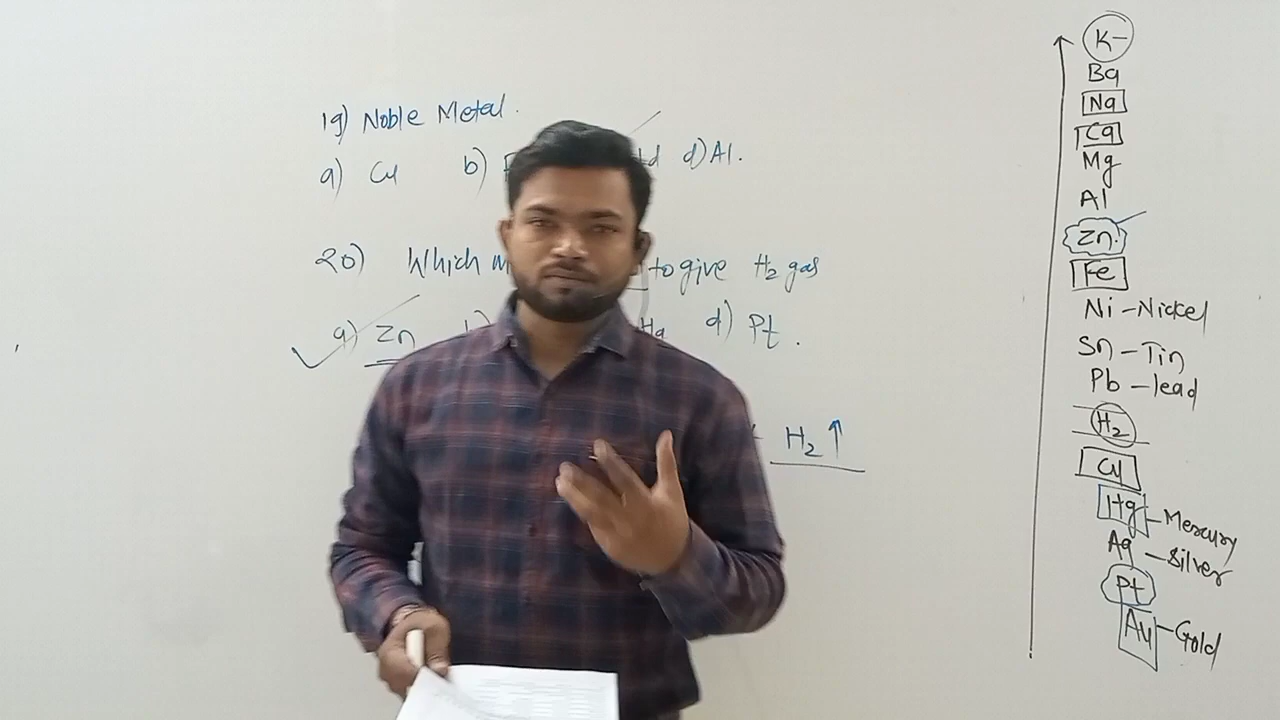 19) Noble Metal.
a) Cu b) d) Al.
20) Which to give H₂ gas
a) Zn d) Pt.
H₂ ↑
K
Ba
Na
Ca
Mg
Al
Zn
Fe
Ni - Nickel
Sn - Tin
Pb - lead
H₂
Cu
Hg - Mercury
Ag - Silver
Pt
Au - Gold